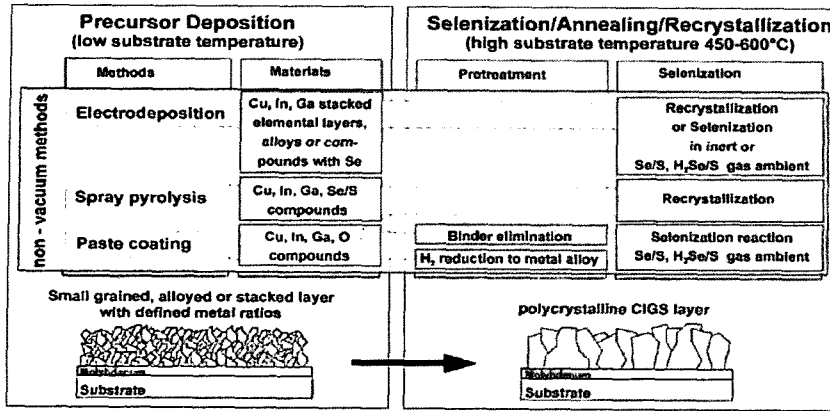 Precursor Deposition
(low substrate temperature)
Methods
Materials
non - vacuum methods
Electrodeposition
Cu, In, Ga stacked
elemental layers,
alloys or com-
pounds with Se
Spray pyrolysis
Cu, In, Ga, Se/S
compounds
Paste coating
Cu, In, Ga, O
compounds
Small grained, alloyed or stacked layer
with defined metal ratios
Molybdenum
Substrate
Selenization/Annealing/Recrystallization
(high substrate temperature 450-600°C)
Pretreatment
Selenization
Recrystallization
or Selenization
in inert or
Se/S, H₂Se/S gas ambient
Recrystallization
Binder elimination
H₂ reduction to metal alloy
Selenization reaction
Se/S, H₂Se/S gas ambient
polycrystalline CIGS layer
Molybdenum
Substrate